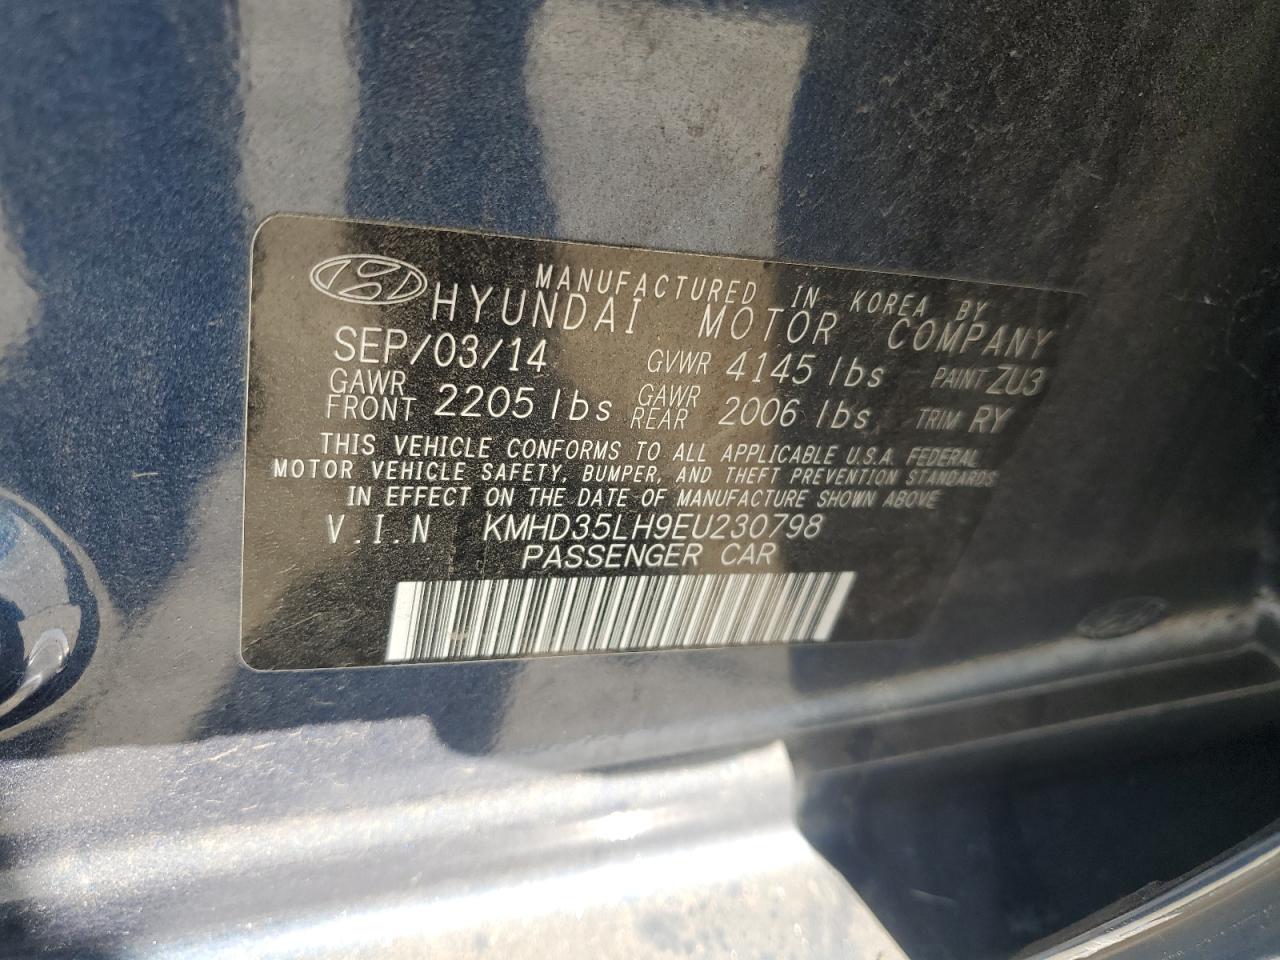 MANUFACTURED IN KOREA BY
HYUNDAI MOTOR COMPANY
SEP/03/14 GVWR 4145 lbs PAINT ZU3
GAWR FRONT 2205 lbs GAWR REAR 2006 lbs TRIM RY
THIS VEHICLE CONFORMS TO ALL APPLICABLE U.S.A. FEDERAL
MOTOR VEHICLE SAFETY, BUMPER, AND THEFT PREVENTION STANDARDS
IN EFFECT ON THE DATE OF MANUFACTURE SHOWN ABOVE
V.I.N KMHD35LH9EU230798
PASSENGER CAR